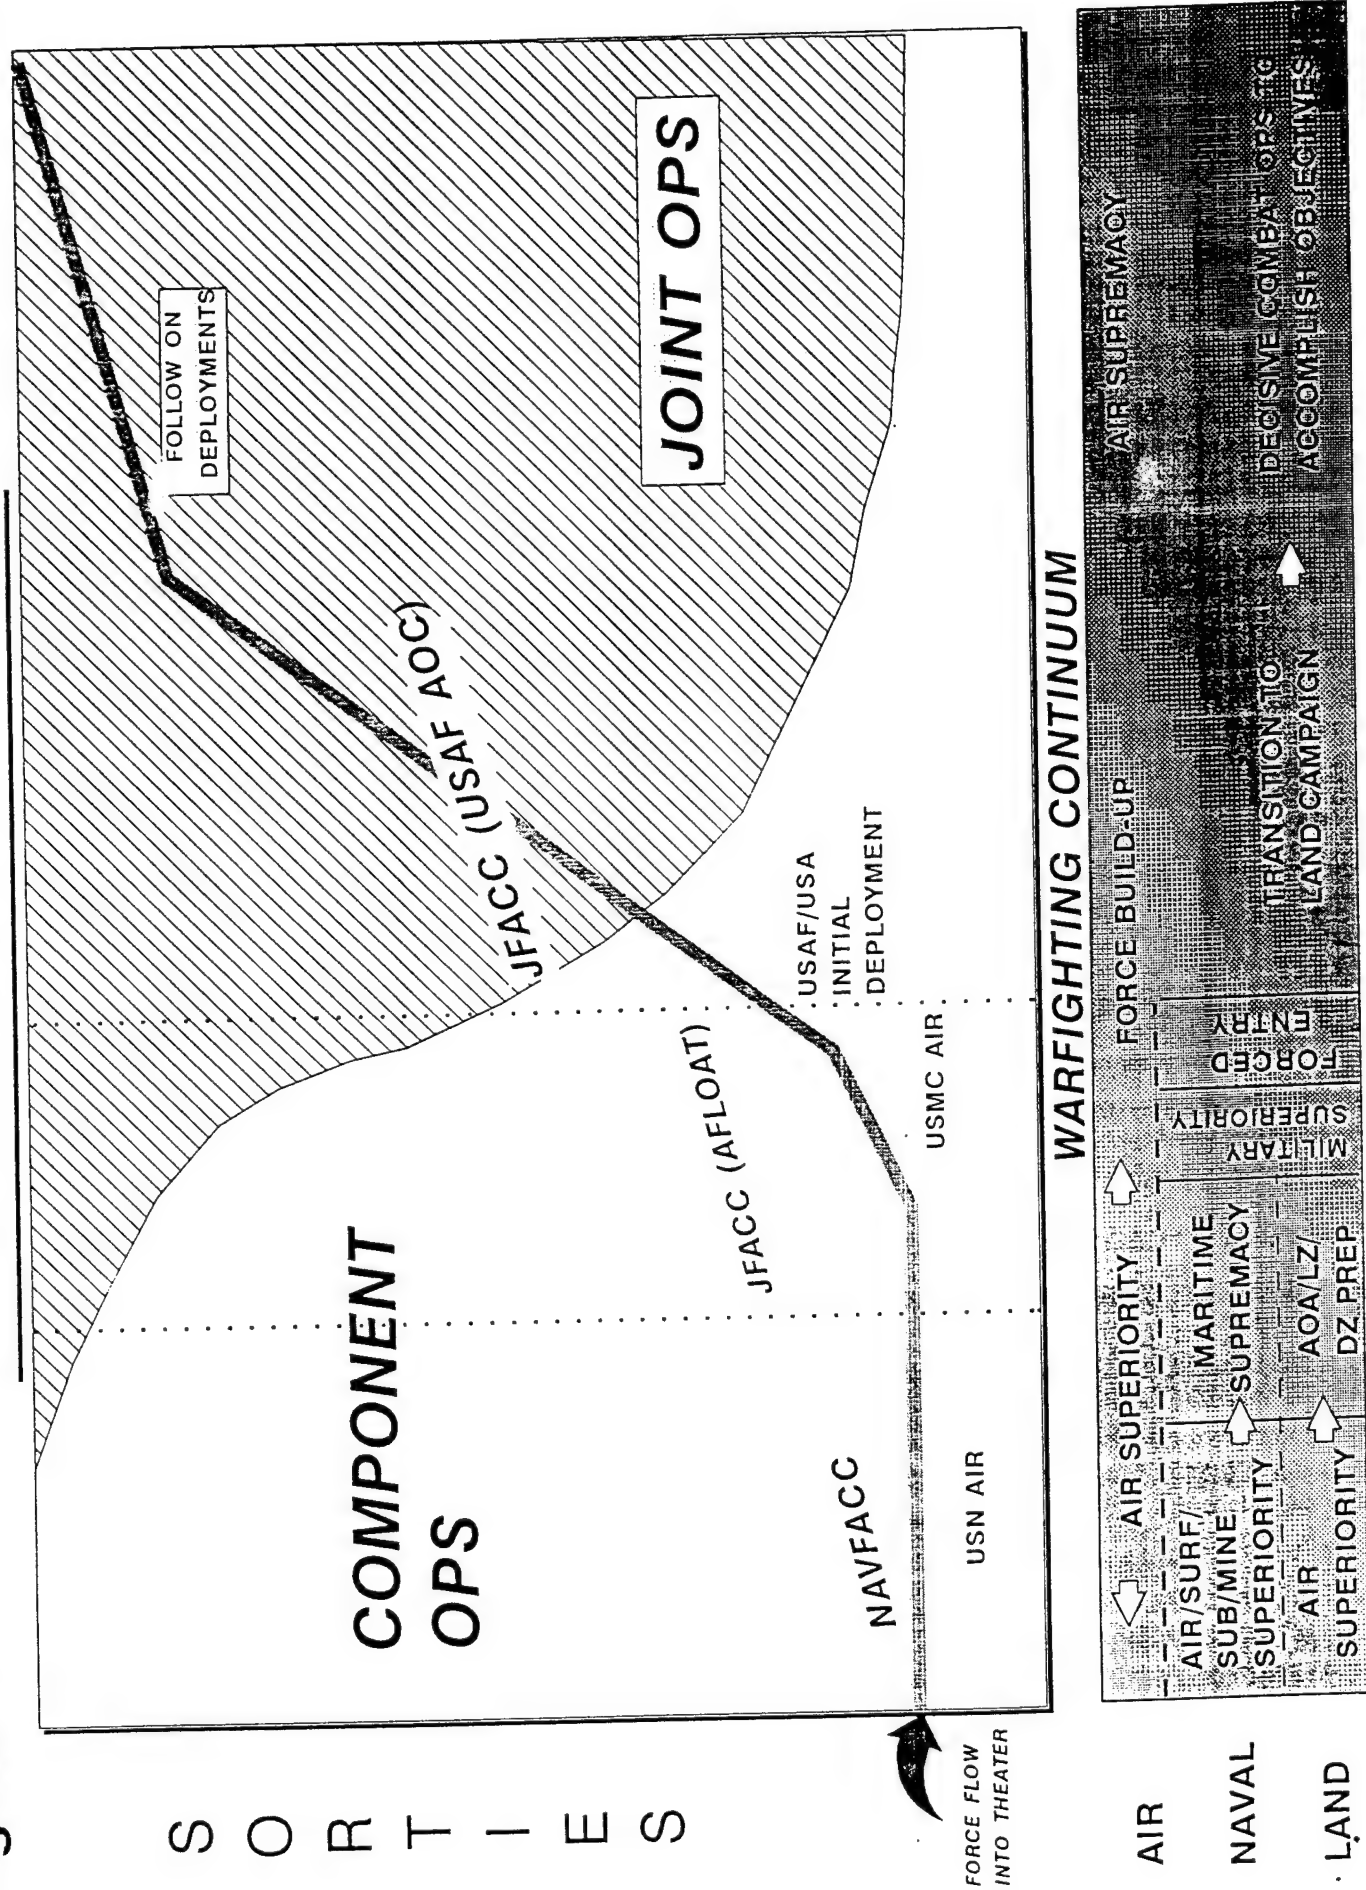 SORTIES
COMPONENT
OPS
JOINT OPS
FOLLOW ON
DEPLOYMENTS
JFACC (USAF AOC)
JFACC (AFLOAT)
NAVFACC
USN AIR
USMC AIR
USAF/USA
INITIAL
DEPLOYMENT
FORCE FLOW
INTO THEATER
WARFIGHTING CONTINUUM
AIR
AIR SUPERIORITY
FORCE BUILD-UP
AIR SUPREMACY
NAVAL
AIR/SURF/
SUB/MINE
SUPERIORITY
MARITIME
SUPREMACY
LAND
AIR
SUPERIORITY
AOA/LZ/
DZ PREP
MILITARY
SUPERIORITY
FORCED
ENTRY
TRANSITION TO
LAND CAMPAIGN
DECISIVE COMBAT OPS TO
ACCOMPLISH OBJECTIVES